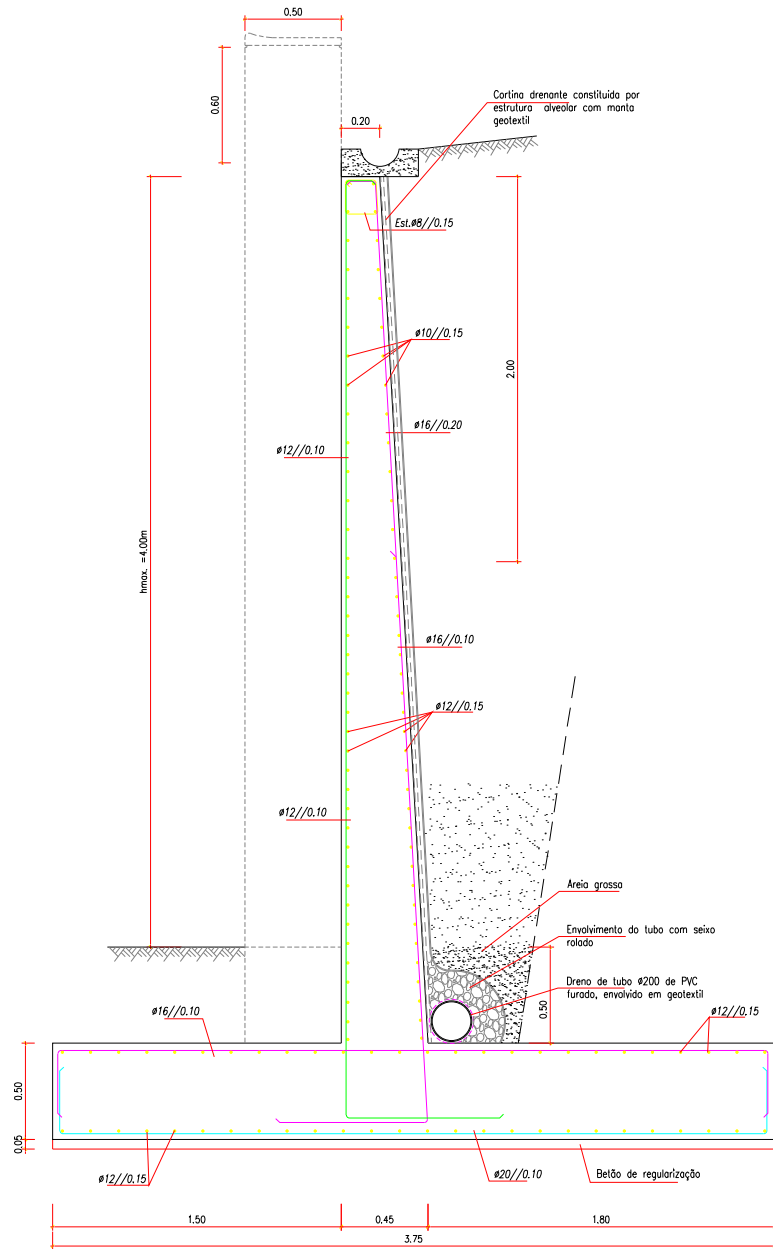 0.50
0.60
Cortina drenante constituida por
estrutura alveolar com manta
geotextil
0.20
Est.ø8//0.15
ø10//0.15
2.00
ø16//0.20
ø12//0.10
hmax. =4.00m
ø16//0.10
ø12//0.15
ø12//0.10
Areia grossa
Envolvimento do tubo com seixo
rolado
Dreno de tubo Ø200 de PVC
furado, envolvido em geotextil
0.50
ø16//0.10
ø12//0.15
0.50
0.05
ø12//0.15
ø20//0.10
Betão de regularização
1.50
0.45
1.80
3.75